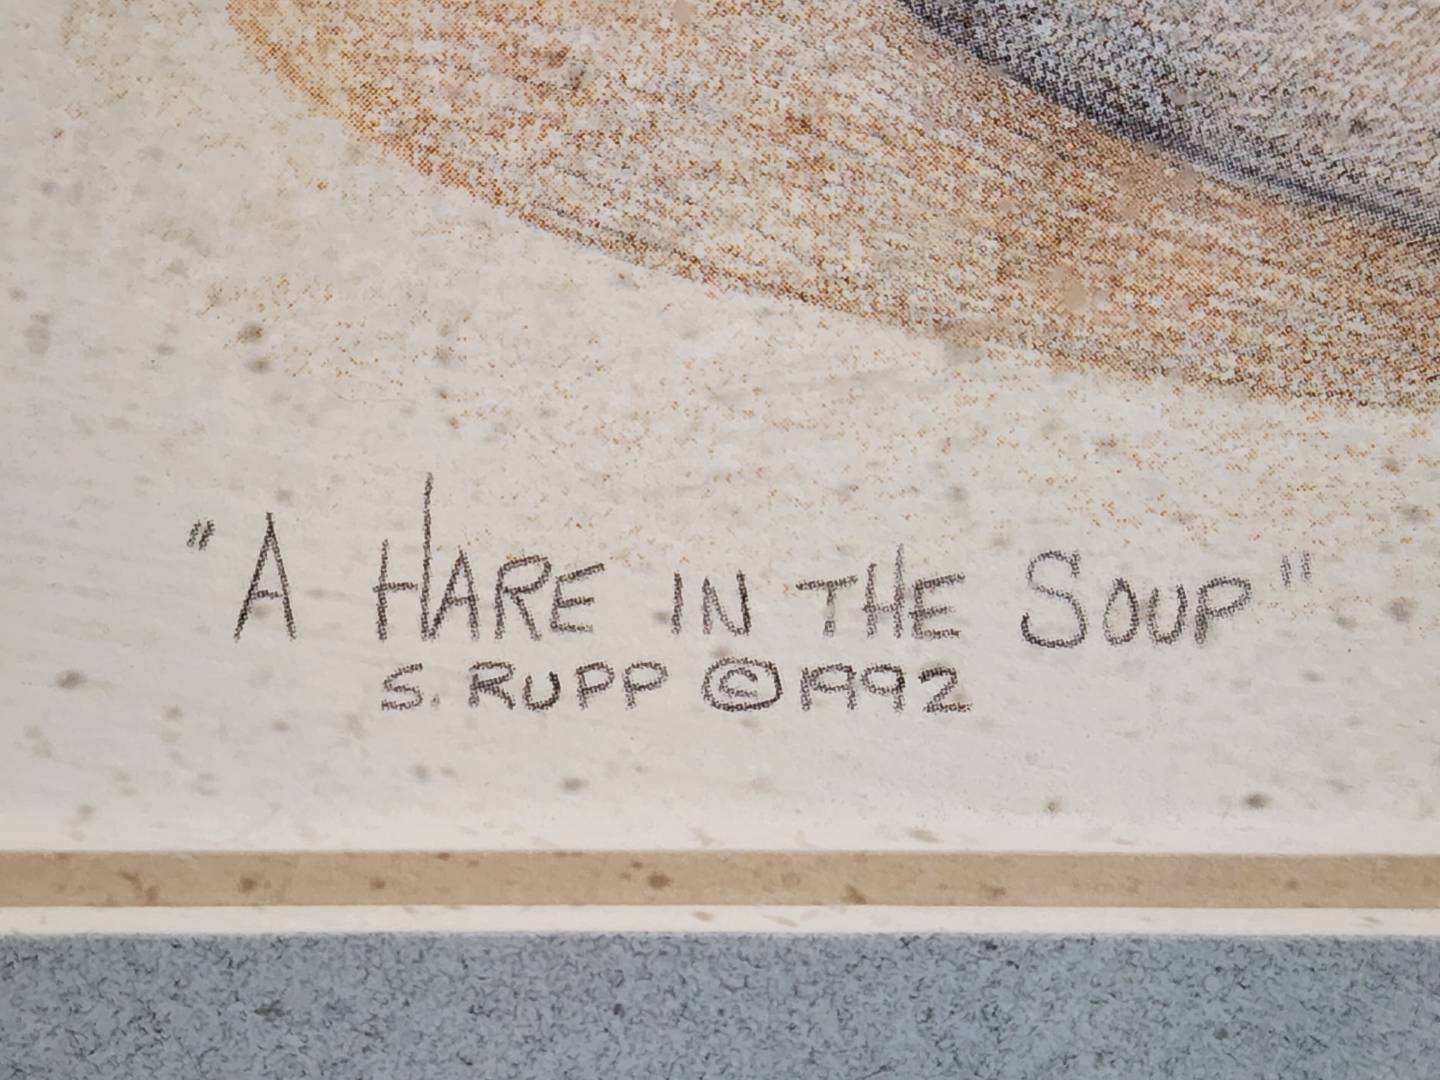 "A HARE IN THE SOUP"
S. RUPP ©1992